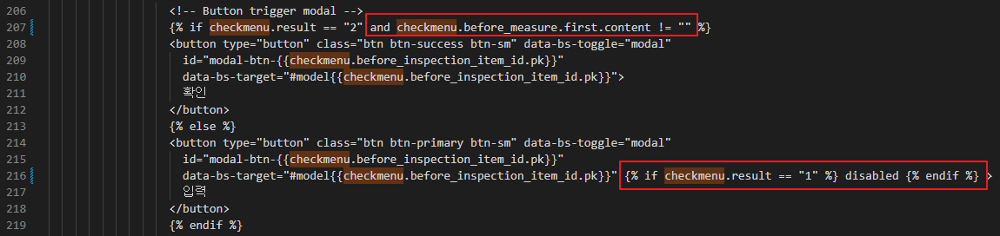 206 <!-- Button trigger modal -->
207 {% if checkmenu.result == "2" and checkmenu.before_measure.first.content != "" %}
208 <button type="button" class="btn btn-success btn-sm" data-bs-toggle="modal"
209 id="modal-btn-{{checkmenu.before_inspection_item_id.pk}}"
210 data-bs-target="#model{{checkmenu.before_inspection_item_id.pk}}">
211 확인
212 </button>
213 {% else %}
214 <button type="button" class="btn btn-primary btn-sm" data-bs-toggle="modal"
215 id="modal-btn-{{checkmenu.before_inspection_item_id.pk}}"
216 data-bs-target="#model{{checkmenu.before_inspection_item_id.pk}}" {% if checkmenu.result == "1" %} disabled {% endif %} >
217 입력
218 </button>
219 {% endif %}